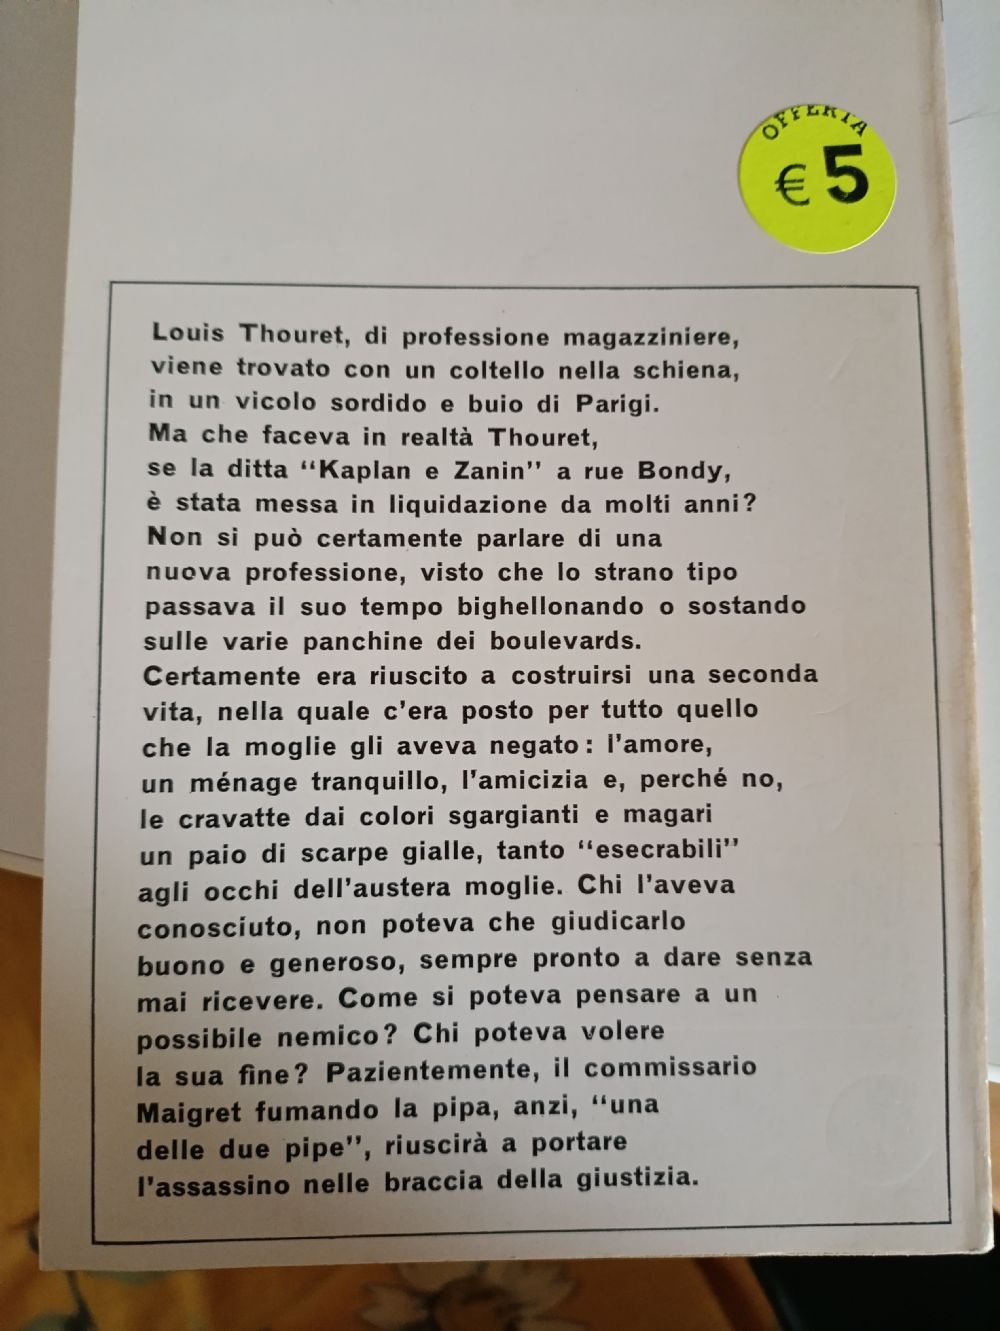 OFFERTA
€ 5
Louis Thouret, di professione magazziniere,
viene trovato con un coltello nella schiena,
in un vicolo sordido e buio di Parigi.
Ma che faceva in realtà Thouret,
se la ditta “Kaplan e Zanin” a rue Bondy,
è stata messa in liquidazione da molti anni?
Non si può certamente parlare di una
nuova professione, visto che lo strano tipo
passava il suo tempo bighellonando o sostando
sulle varie panchine dei boulevards.
Certamente era riuscito a costruirsi una seconda
vita, nella quale c'era posto per tutto quello
che la moglie gli aveva negato: l'amore,
un ménage tranquillo, l'amicizia e, perché no,
le cravatte dai colori sgargianti e magari
un paio di scarpe gialle, tanto “esecrabili”
agli occhi dell'austera moglie. Chi l'aveva
conosciuto, non poteva che giudicarlo
buono e generoso, sempre pronto a dare senza
mai ricevere. Come si poteva pensare a un
possibile nemico? Chi poteva volere
la sua fine? Pazientemente, il commissario
Maigret fumando la pipa, anzi, “una
delle due pipe”, riuscirà a portare
l'assassino nelle braccia della giustizia.